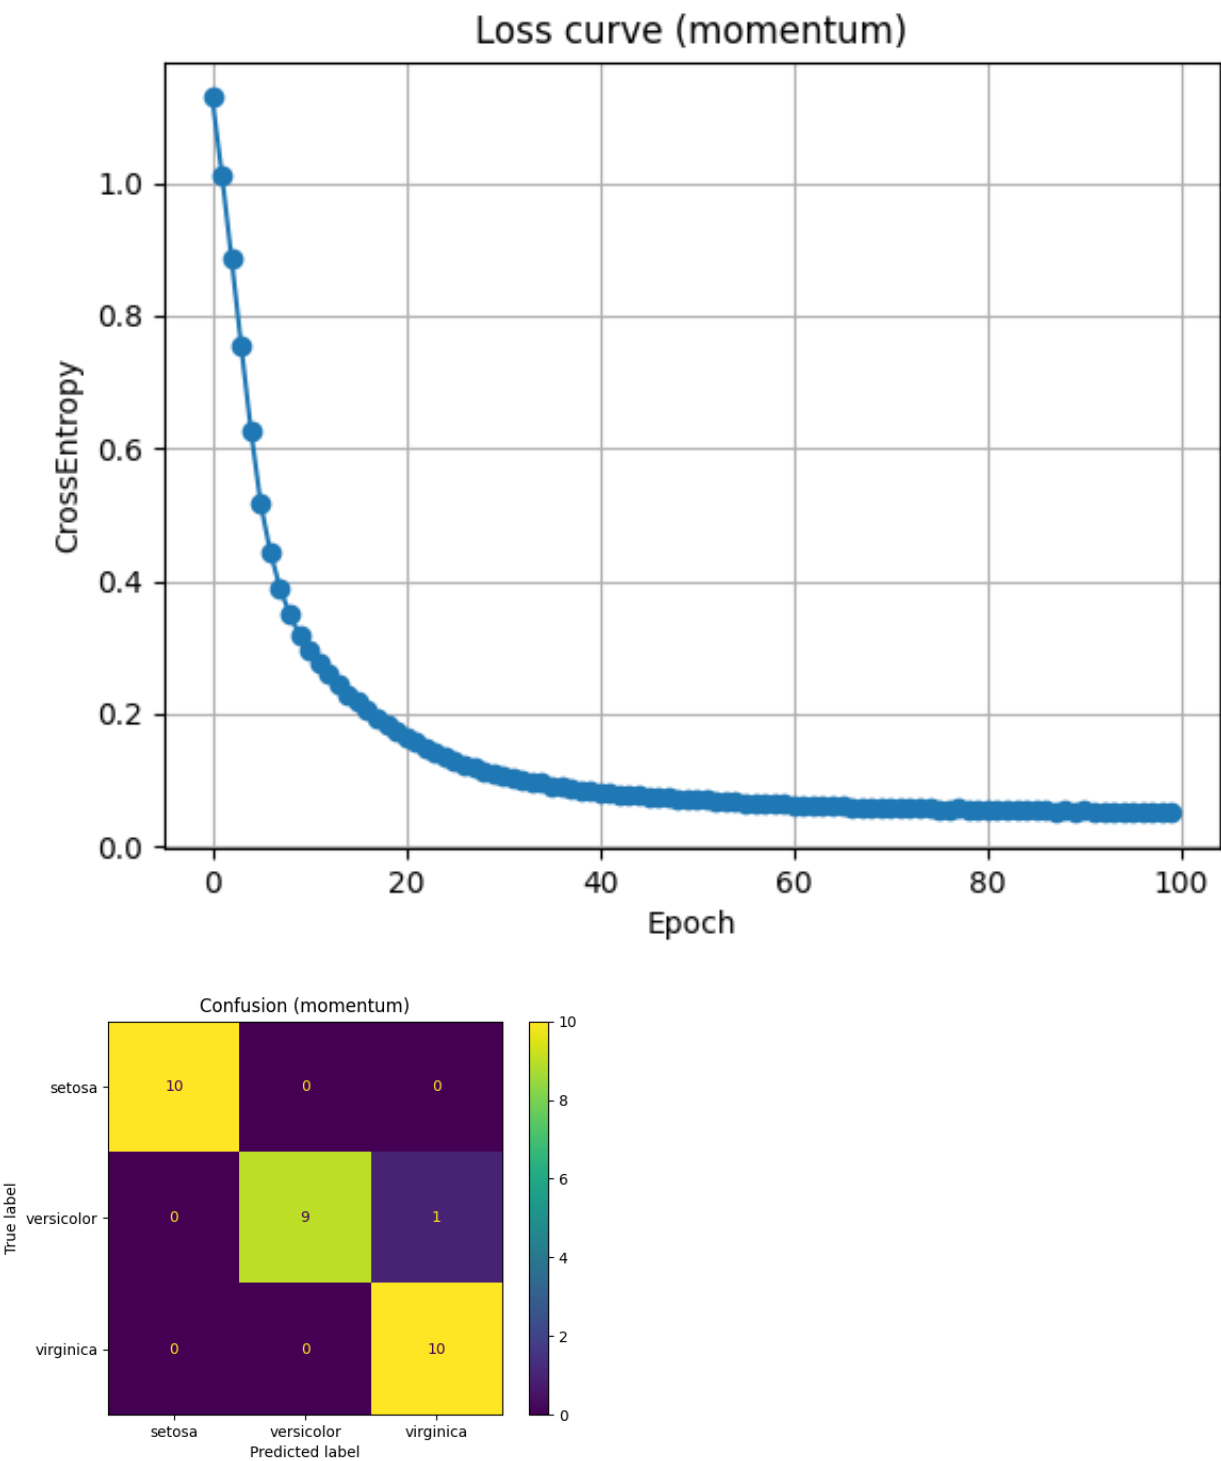 Loss curve (momentum)
1.0
0.8
0.6
0.4
0.2
0.0
CrossEntropy
0 20 40 60 80 100
Epoch
Confusion (momentum)
setosa 10 0 0
versicolor 0 9 1
virginica 0 0 10
True label
setosa versicolor virginica
Predicted label
10
8
6
4
2
0